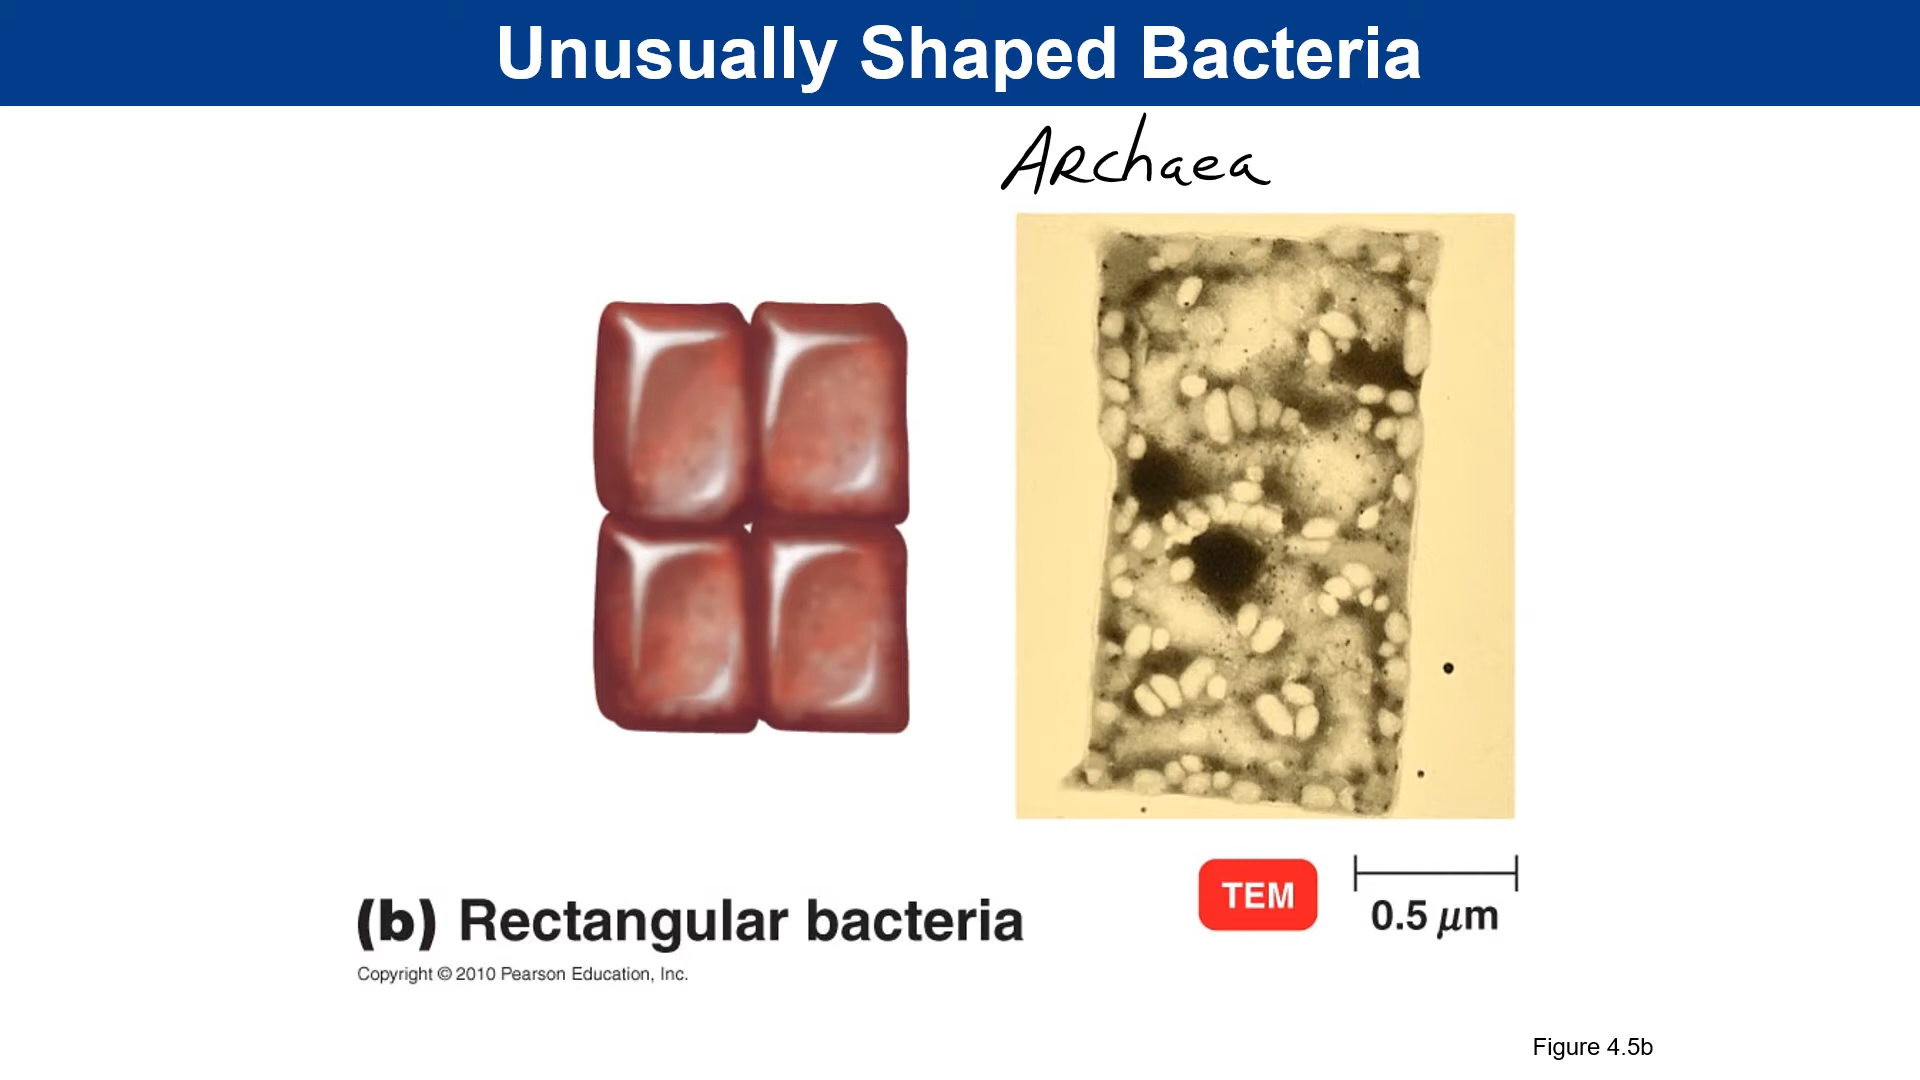 Unusually Shaped Bacteria
ARchaea
TEM
0.5 μm
(b) Rectangular bacteria
Copyright © 2010 Pearson Education, Inc.
Figure 4.5b